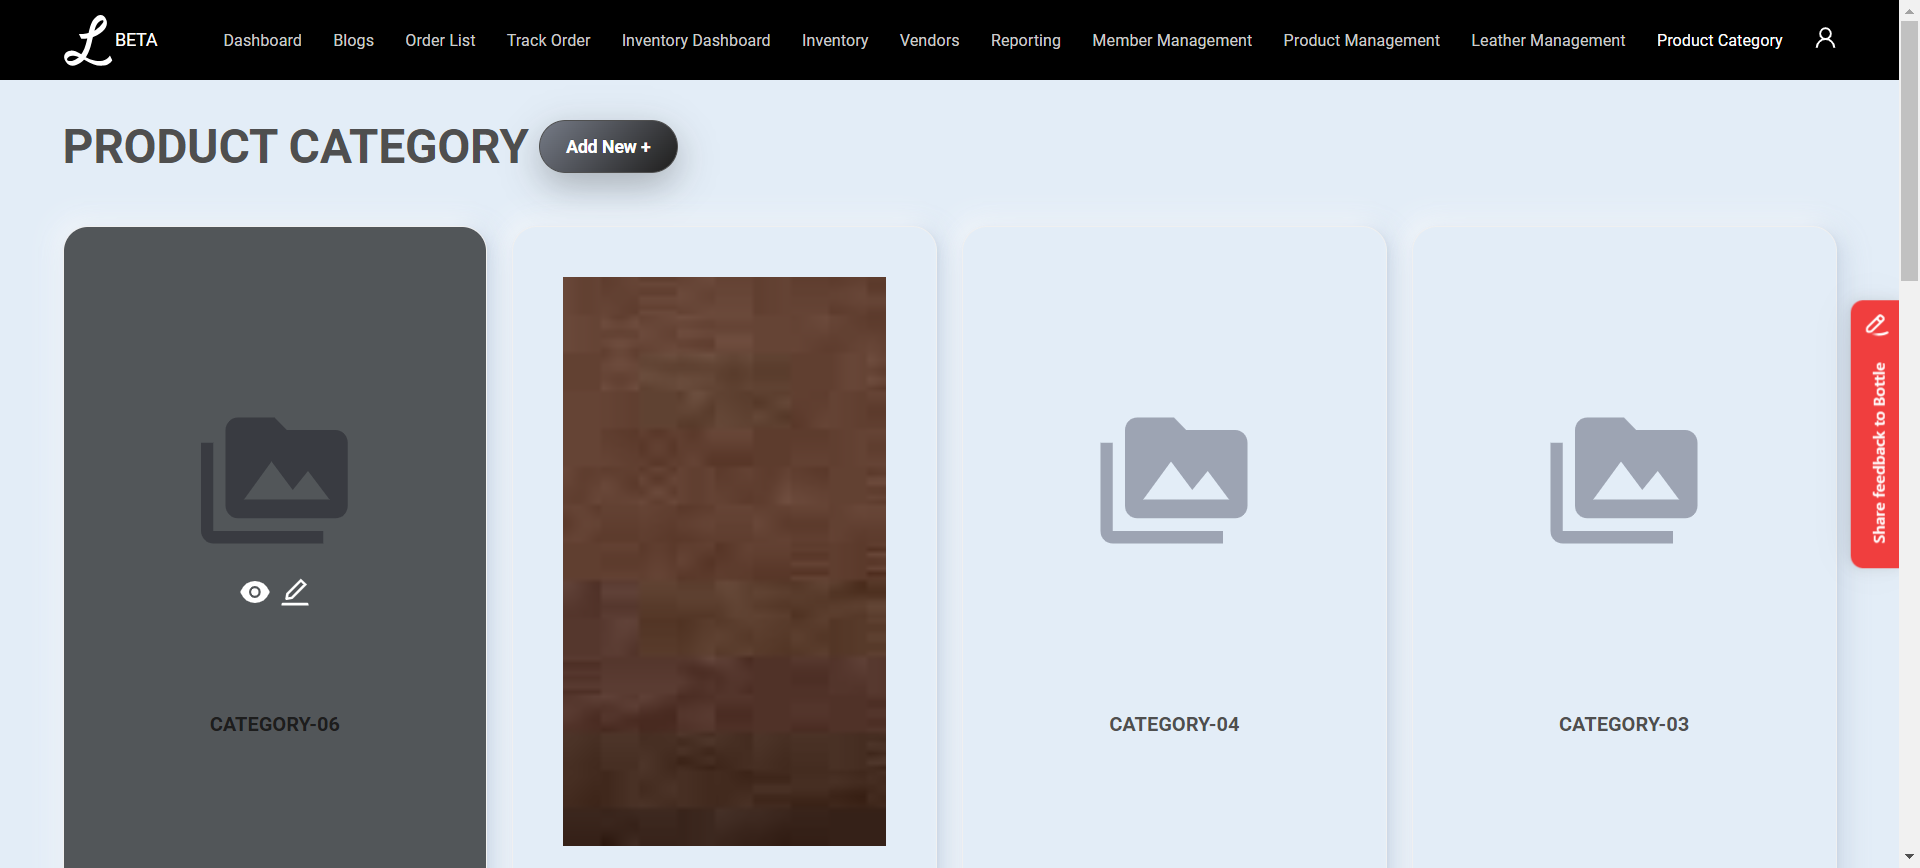 L BETA
Dashboard Blogs Order List Track Order Inventory Dashboard Inventory Vendors Reporting Member Management Product Management Leather Management Product Category
PRODUCT CATEGORY
Add New +
Share feedback to Bottle
CATEGORY-06
CATEGORY-04
CATEGORY-03